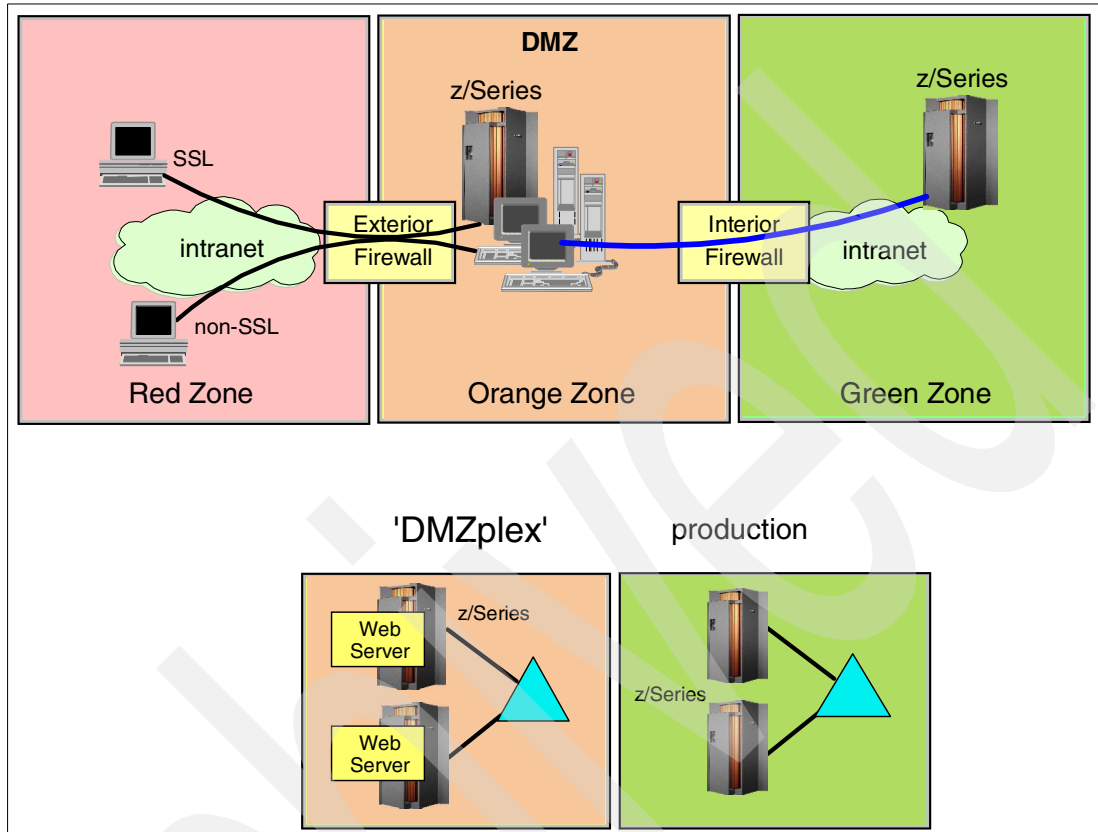 DMZ
z/Series
z/Series
SSL
intranet
Exterior
Firewall
Interior
Firewall
intranet
non-SSL
Red Zone
Orange Zone
Green Zone
'DMZplex'
production
Web
Server
z/Series
z/Series
Web
Server